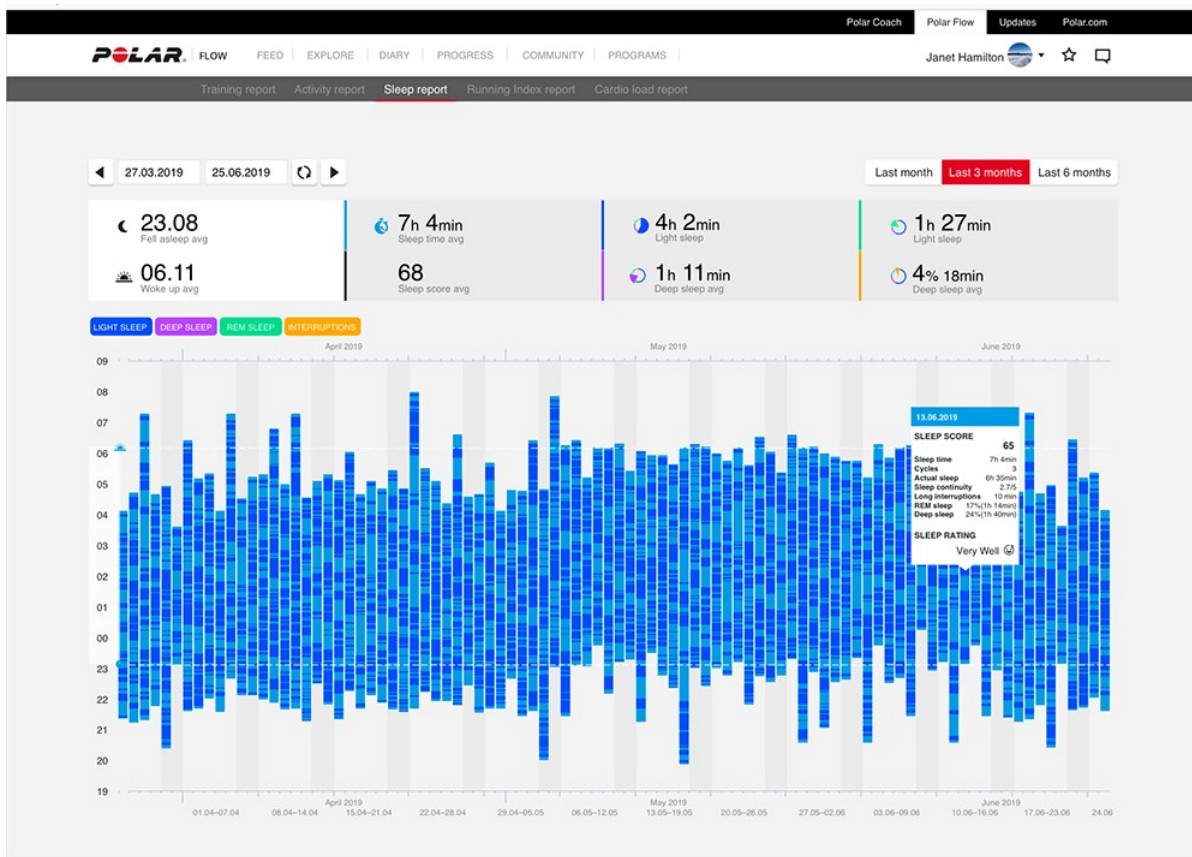 Polar Coach Polar Flow Updates Polar.com
POLAR. FLOW FEED EXPLORE DIARY PROGRESS COMMUNITY PROGRAMS Janet Hamilton
Training report Activity report Sleep report Running Index report Cardio load report
27.03.2019 25.06.2019 Last month Last 3 months Last 6 months
23.08 7h 4min 4h 2min 1h 27min
Fell asleep avg Sleep time avg Light sleep Light sleep
06.11 68 1h 11min 4% 18min
Woke up avg Sleep score avg Deep sleep avg Deep sleep avg
LIGHT SLEEP DEEP SLEEP REM SLEEP INTERRUPTIONS
April 2019 May 2019 June 2019
09
08
07
06
05
04
03
02
01
00
23
22
21
20
19
13.06.2019
SLEEP SCORE
65
Sleep time 7h 4min
Cycles 3
Actual sleep 6h 35min
Sleep continuity 2.7/5
Long interruptions 10 min
REM sleep 17%(1h 14min)
Deep sleep 24%(1h 40min)
SLEEP RATING
Very Well
April 2019 May 2019 June 2019
01.04–07.04 08.04–14.04 15.04–21.04 22.04–28.04 29.04–05.05 06.05–12.05 13.05–19.05 20.05–26.05 27.05–02.06 03.06–09.06 10.06–16.06 17.06–23.06 24.06